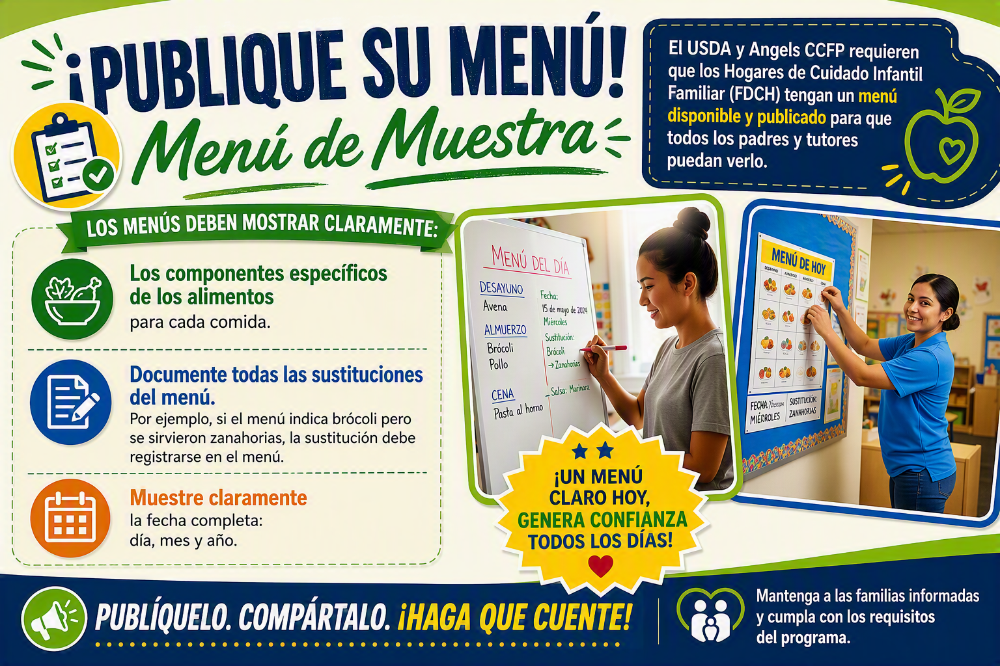 ¡PUBLIQUE SU MENÚ!
Menú de Muestra
El USDA y Angels CCFP requieren
que los Hogares de Cuidado Infantil
Familiar (FDCH) tengan un menú
disponible y publicado para que
todos los padres y tutores
puedan verlo.
LOS MENÚS DEBEN MOSTRAR CLARAMENTE:
Los componentes específicos
de los alimentos
para cada comida.
Documente todas las sustituciones
del menú.
Por ejemplo, si el menú indica brócoli pero
se sirvieron zanahorias, la sustitución debe
registrarse en el menú.
Muestre claramente
la fecha completa:
día, mes y año.
MENÚ DEL DÍA
DESAYUNO
Avena
ALMUERZO
Brócoli
Pollo
CENA
Pasta al horno
Fecha:
15 de mayo de 2024
Miércoles
Sustitución:
Brócoli
→ Zanahorias
Salsa: Marinara
MENÚ DE HOY
DESAYUNO
CENA
FECHA:
MIÉRCOLES
SUSTITUCIÓN:
ZANAHORIAS
¡UN MENÚ
CLARO HOY,
GENERA CONFIANZA
TODOS LOS DÍAS!
PUBLÍQUELO. COMPÁRTALO. ¡HAGA QUE CUENTE!
Mantenga a las familias informadas
y cumpla con los requisitos
del programa.